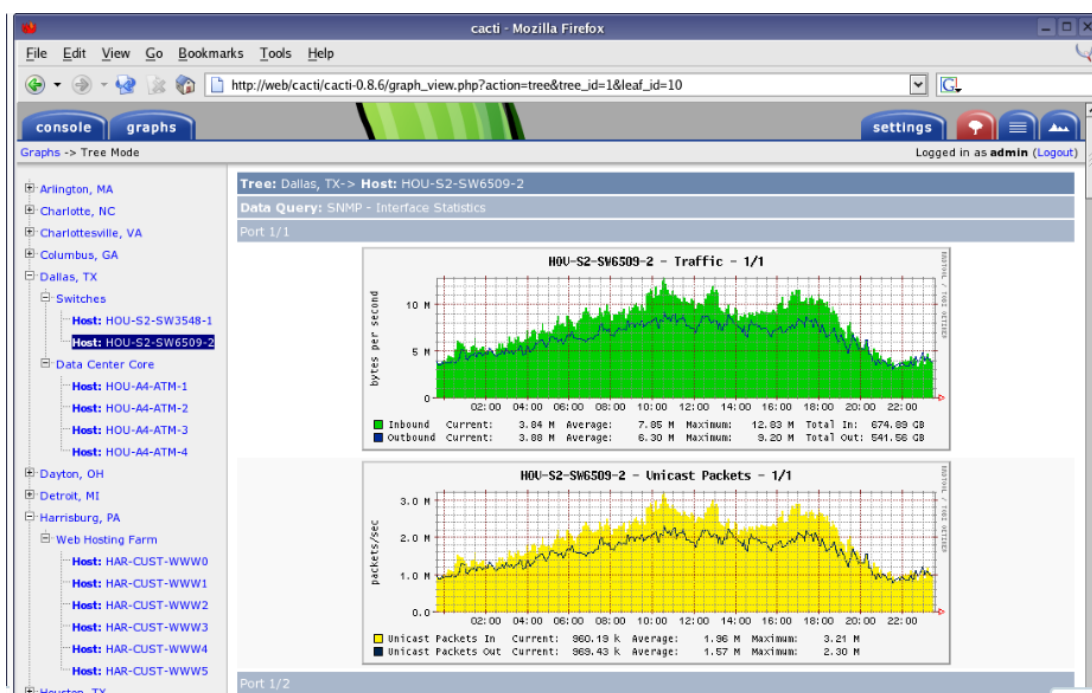 cacti - Mozilla Firefox
File Edit View Go Bookmarks Tools Help
http://web/cacti/cacti-0.8.6/graph_view.php?action=tree&tree_id=1&leaf_id=10
G
console graphs settings
Graphs -> Tree Mode Logged in as admin (Logout)
Arlington, MA
Charlotte, NC
Charlottesville, VA
Columbus, GA
Dallas, TX
Switches
Host: HOU-S2-SW3548-1
Host: HOU-S2-SW6509-2
Data Center Core
Host: HOU-A4-ATM-1
Host: HOU-A4-ATM-2
Host: HOU-A4-ATM-3
Host: HOU-A4-ATM-4
Dayton, OH
Detroit, MI
Harrisburg, PA
Web Hosting Farm
Host: HAR-CUST-WWW0
Host: HAR-CUST-WWW1
Host: HAR-CUST-WWW2
Host: HAR-CUST-WWW3
Host: HAR-CUST-WWW4
Host: HAR-CUST-WWW5
Houston, TX
Tree: Dallas, TX-> Host: HOU-S2-SW6509-2
Data Query: SNMP - Interface Statistics
Port 1/1
HOU-S2-SW6509-2 - Traffic - 1/1
bytes per second
10 M
5 M
0
02:00 04:00 06:00 08:00 10:00 12:00 14:00 16:00 18:00 20:00 22:00
Inbound Current: 3.84 M Average: 7.85 M Maximum: 12.83 M Total In: 674.89 GB
Outbound Current: 3.88 M Average: 6.30 M Maximum: 9.20 M Total Out: 541.56 GB
RRDTOOL / TOBI OETIKER
HOU-S2-SW6509-2 - Unicast Packets - 1/1
packets/sec
3.0 M
2.0 M
1.0 M
0.0
02:00 04:00 06:00 08:00 10:00 12:00 14:00 16:00 18:00 20:00 22:00
Unicast Packets In Current: 960.19 k Average: 1.96 M Maximum: 3.21 M
Unicast Packets Out Current: 969.43 k Average: 1.57 M Maximum: 2.30 M
RRDTOOL / TOBI OETIKER
Port 1/2